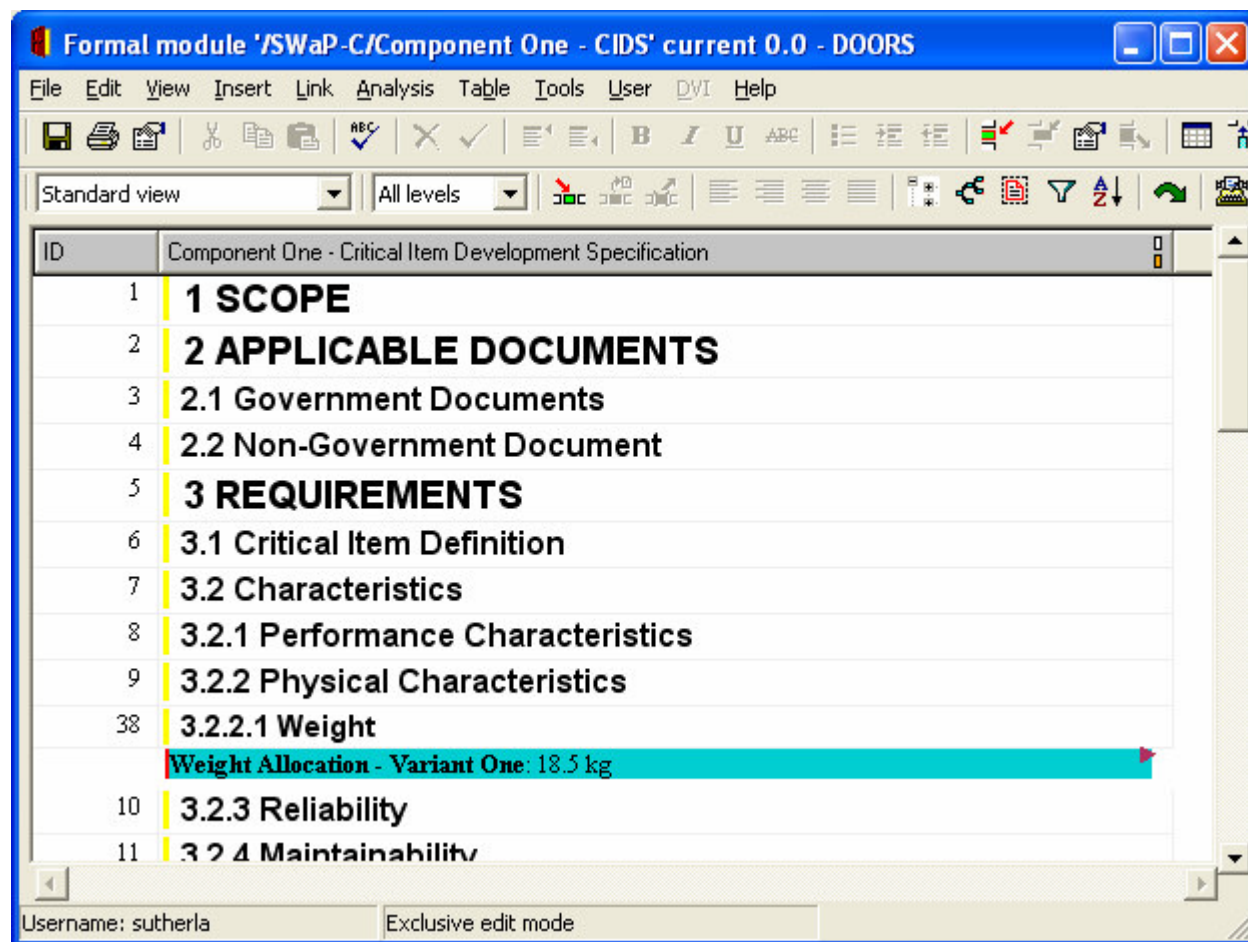 Formal module '/SWaP-C/Component One - CIDS' current 0.0 - DOORS
File Edit View Insert Link Analysis Table Tools User DVI Help
ABC B I U ABC
Standard view All levels A Z
ID Component One - Critical Item Development Specification
1 1 SCOPE
2 2 APPLICABLE DOCUMENTS
3 2.1 Government Documents
4 2.2 Non-Government Document
5 3 REQUIREMENTS
6 3.1 Critical Item Definition
7 3.2 Characteristics
8 3.2.1 Performance Characteristics
9 3.2.2 Physical Characteristics
38 3.2.2.1 Weight
Weight Allocation - Variant One: 18.5 kg
10 3.2.3 Reliability
11 3.2.4 Maintainability
Username: sutherla Exclusive edit mode